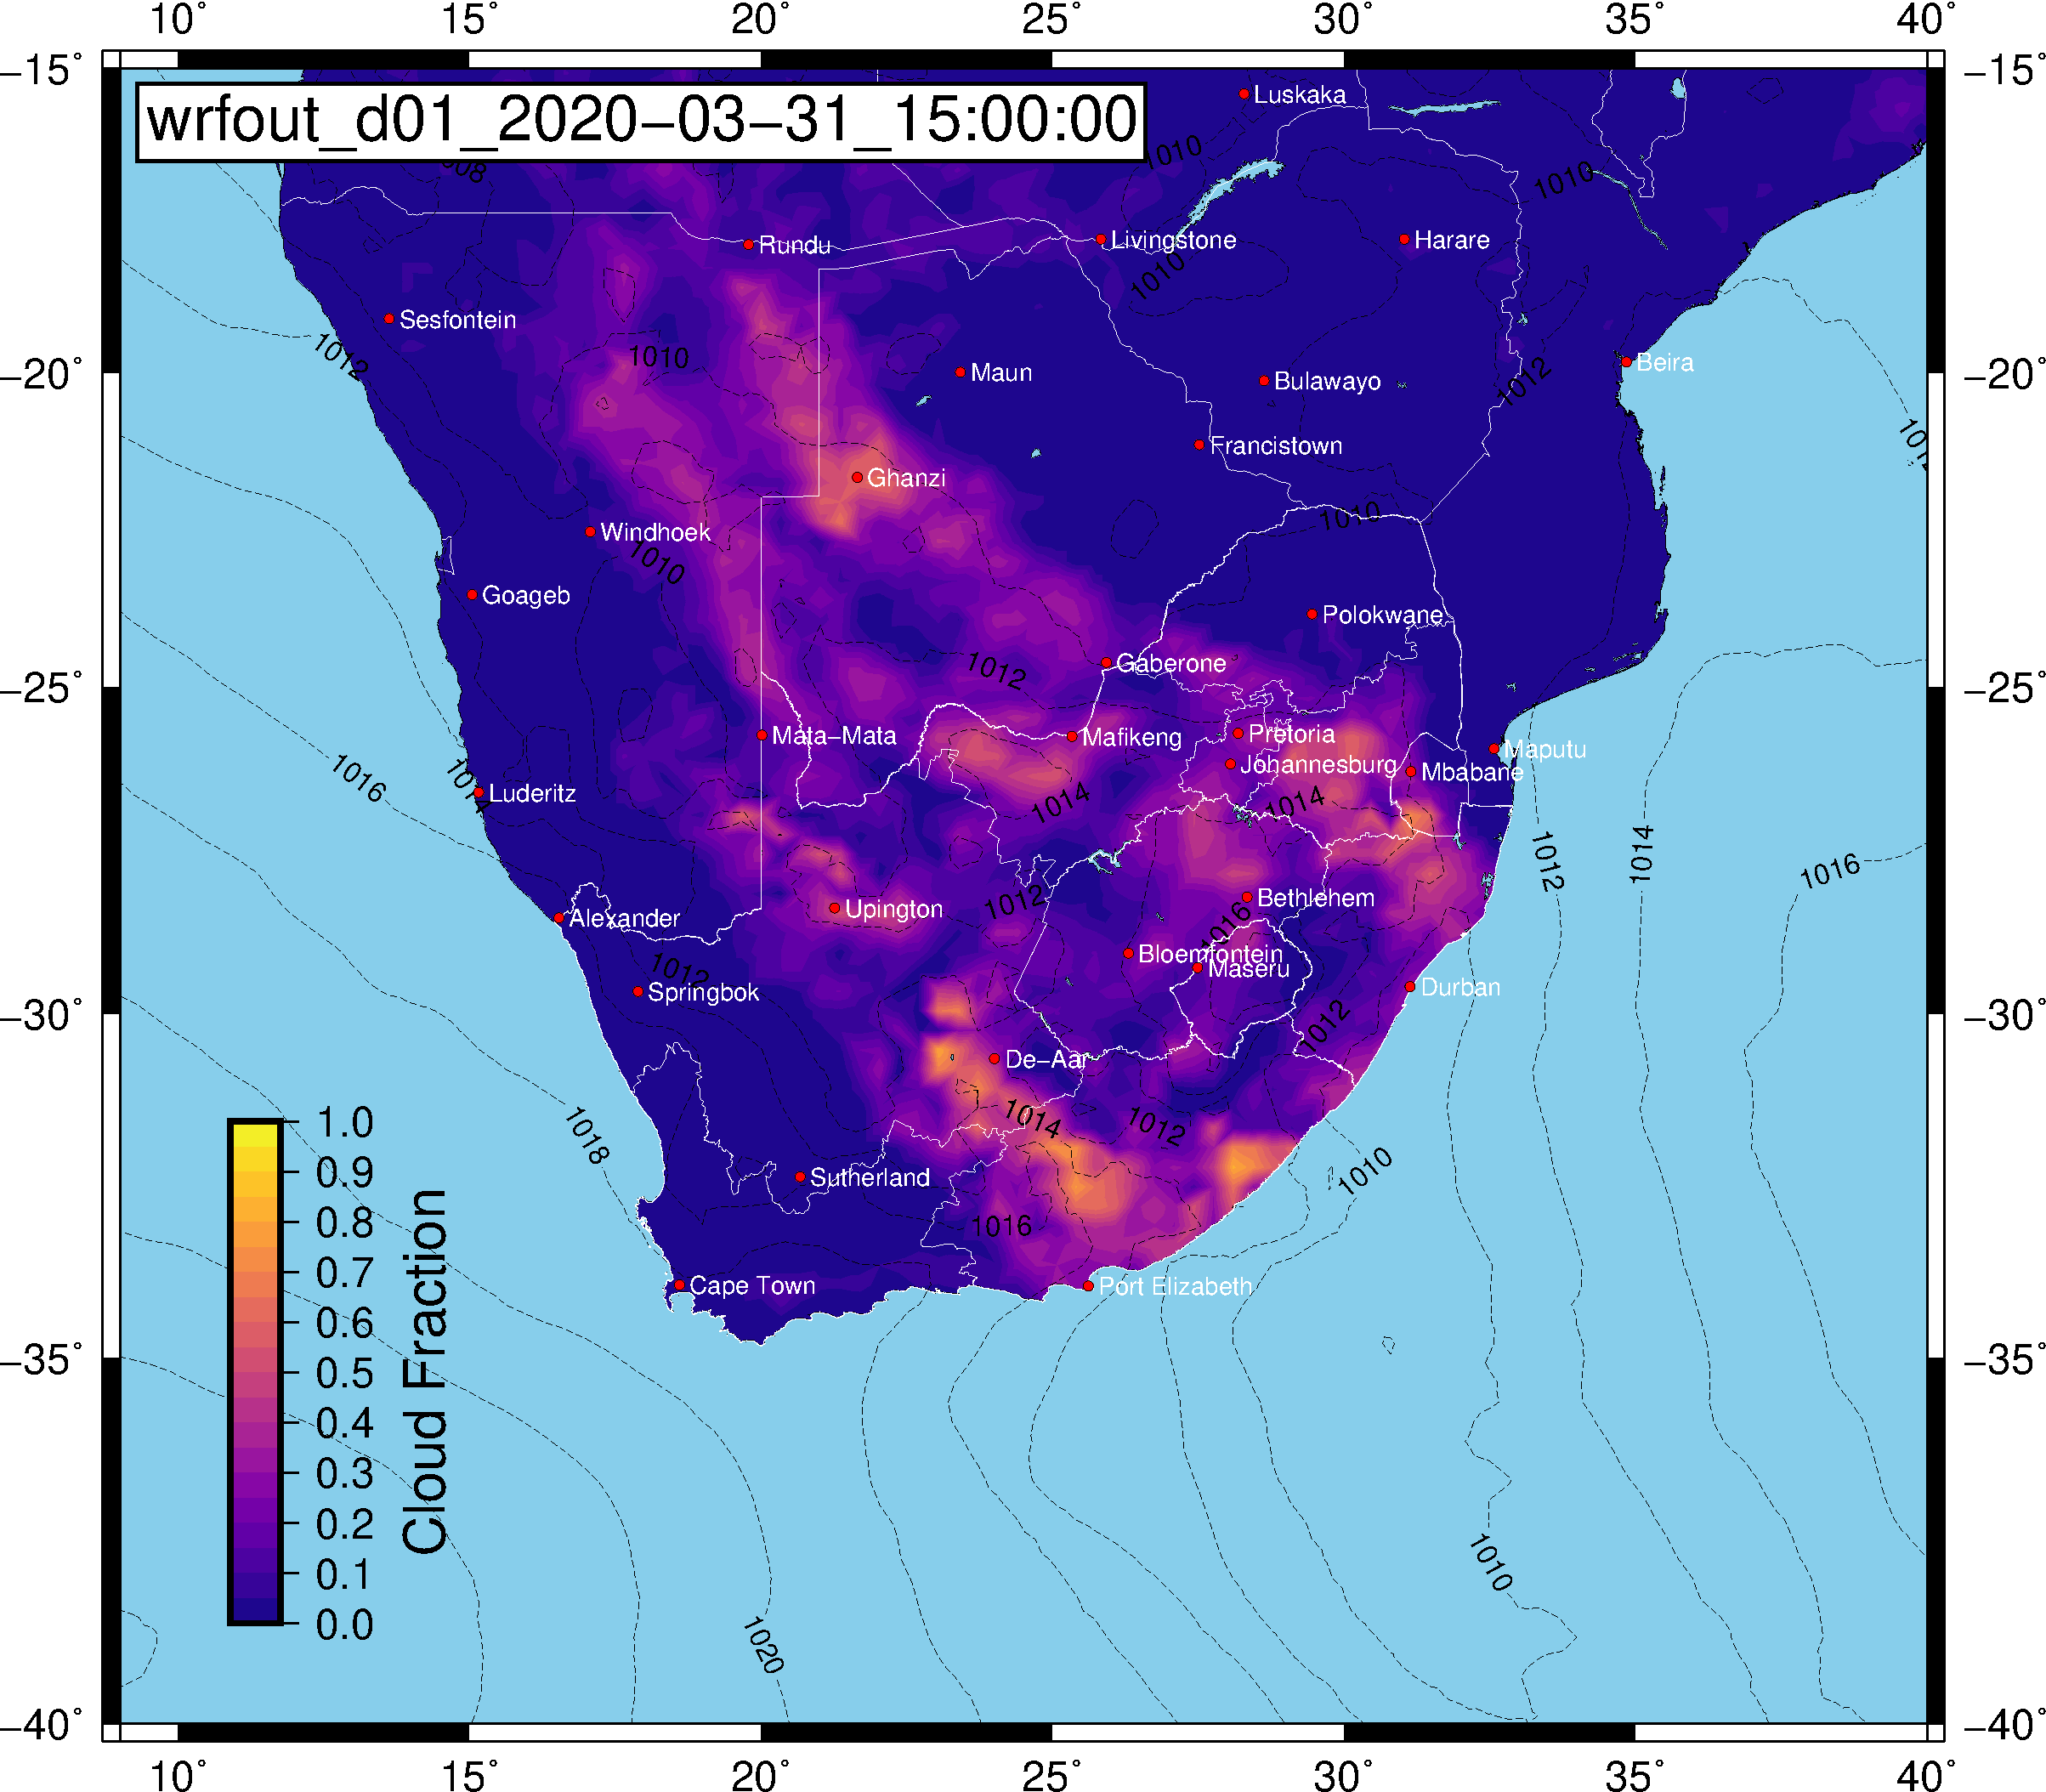 10° 15° 20° 25° 30° 35° 40°
−15° −15°
wrfout_d01_2020−03−31_15:00:00
Luskaka
1010
1010
Rundu
Livingstone
Harare
1010
Sesfontein
1012
1010
Maun
Bulawayo
1012
Beira
−20° −20°
Francistown
1012
Ghanzi
Windhoek
1010
1010
Goageb
Polokwane
Gaberone
1012
−25° −25°
Mata−Mata
Mafikeng
Pretoria
Johannesburg
Mbabane
Maputu
1016
1014
Luderitz
1014
1014
1012
1014
1016
Alexander
Upington
1012
Bethlehem
1016
Bloemfontein
Maseru
1012
Springbok
Durban
−30° −30°
1012
De−Aar
1014
1012
1018
1010
Sutherland
1016
Cape Town
Port Elizabeth
−35° −35°
1.0
0.9
0.8
0.7
0.6
0.5
0.4
0.3
0.2
0.1
0.0
Cloud Fraction
1010
1020
−40° −40°
10° 15° 20° 25° 30° 35° 40°